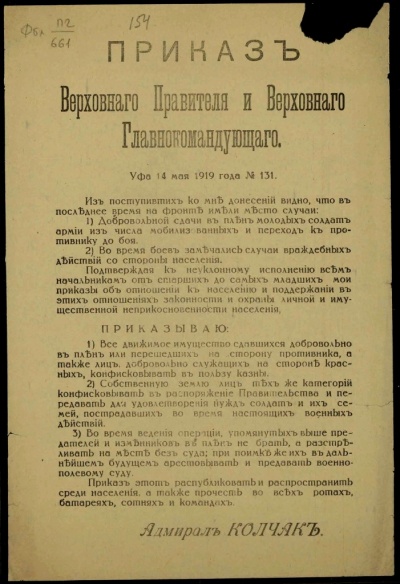 Фбл П2
661
154
ПРИКАЗЪ
Верховнаго Правителя и Верховнаго
Главнокомандующаго.
Уфа 14 мая 1919 года № 131.
Изъ поступившихъ ко мнѣ донесеній видно, что въ
послѣднее время на фронтѣ имѣли мѣсто случаи:
1) Добровольной сдачи въ плѣнъ молодыхъ солдатъ
арміи изъ числа мобилизованныхъ и переходъ къ про-
тивнику до боя.
2) Во время боевъ замѣчались случаи враждебныхъ
дѣйствій со стороны населенія.
Подтверждая къ неуклонному исполненію всѣмъ
начальникамъ отъ старшихъ до самыхъ младшихъ мои
приказы объ отношеніи къ населенію и поддержаніи въ
этихъ отношеніяхъ законности и охраны личной и иму-
щественной неприкосновенности населенія,
ПРИКАЗЫВАЮ:
1) Все движимое имущество сдавшихся добровольно
въ плѣнъ или перешедшихъ на сторону противника, а
также лицъ, добровольно служащихъ на сторонѣ крас-
ныхъ, конфисковывать въ пользу казны.
2) Собственную землю лицъ тѣхъ же категорій
конфисковывать въ распоряженіе Правительства и пе-
редавать для удовлетворенія нуждъ солдатъ и ихъ се-
мей, пострадавшихъ во время настоящихъ военныхъ
дѣйствій.
3) Во время веденія операціи, упомянутыхъ выше пре-
дателей и измѣнниковъ въ плѣнъ не брать, а разстрѣ-
ливать на мѣстѣ безъ суда; при поимкѣ же ихъ въ даль-
нѣйшемъ будущемъ арестовывать и предавать военно-
полевому суду.
Приказъ этотъ распубликовать и распространить
среди населенія, а также прочесть во всѣхъ ротахъ,
батареяхъ, сотняхъ и командахъ.
Адмиралъ КОЛЧАКЪ.